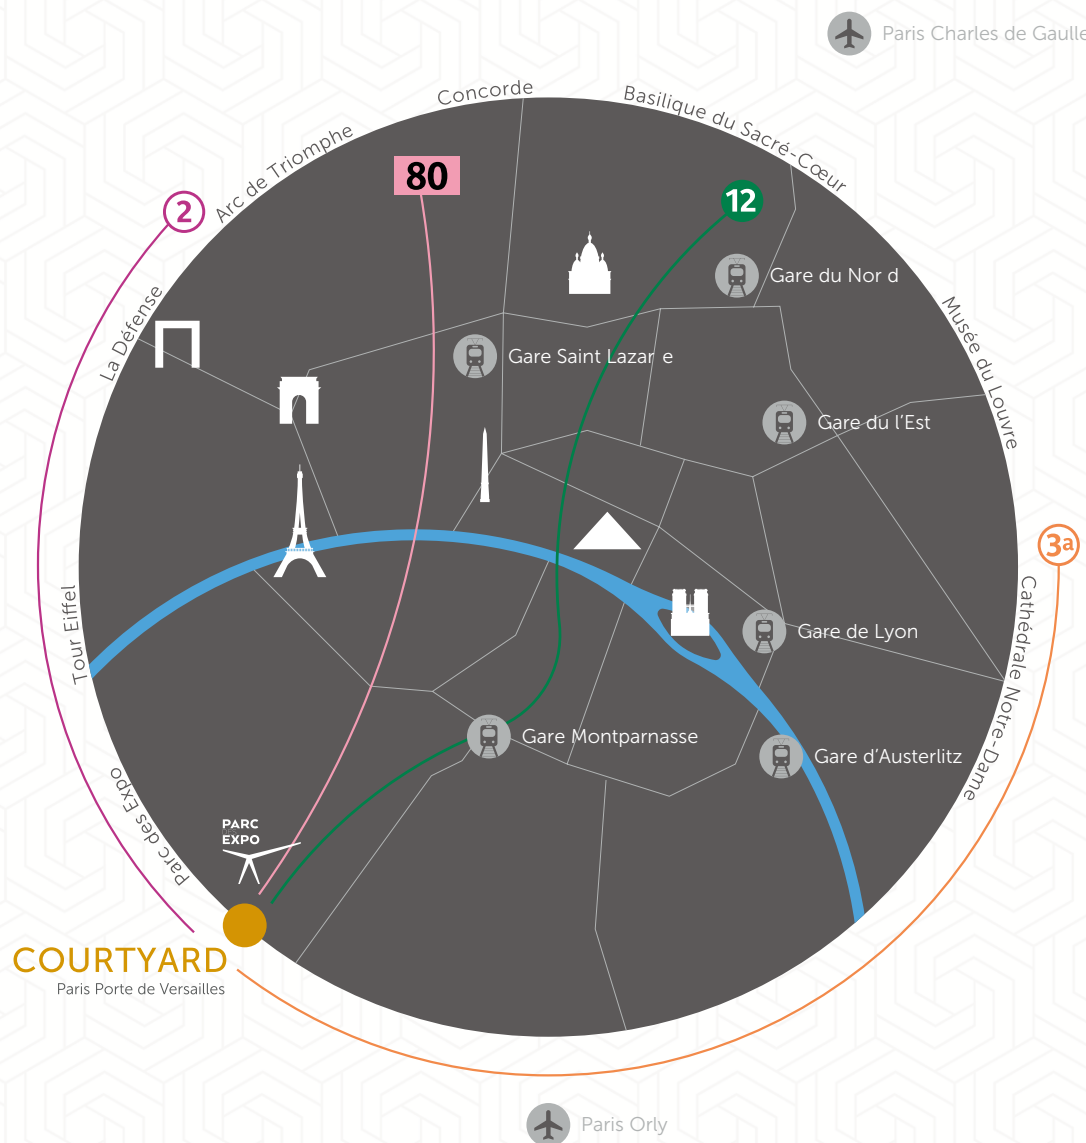 Paris Charles de Gaulle
Concorde
Basilique du Sacré-Cœur
Arc de Triomphe
80
12
2
Gare du Nor d
La Défense
Musée du Louvre
Gare Saint Lazar e
Gare du l'Est
3a
Tour Eiffel
Cathédrale Notre-Dame
Gare de Lyon
Gare Montparnasse
Gare d'Austerlitz
Parc des Expo
PARC
EXPO
COURTYARD
Paris Porte de Versailles
Paris Orly